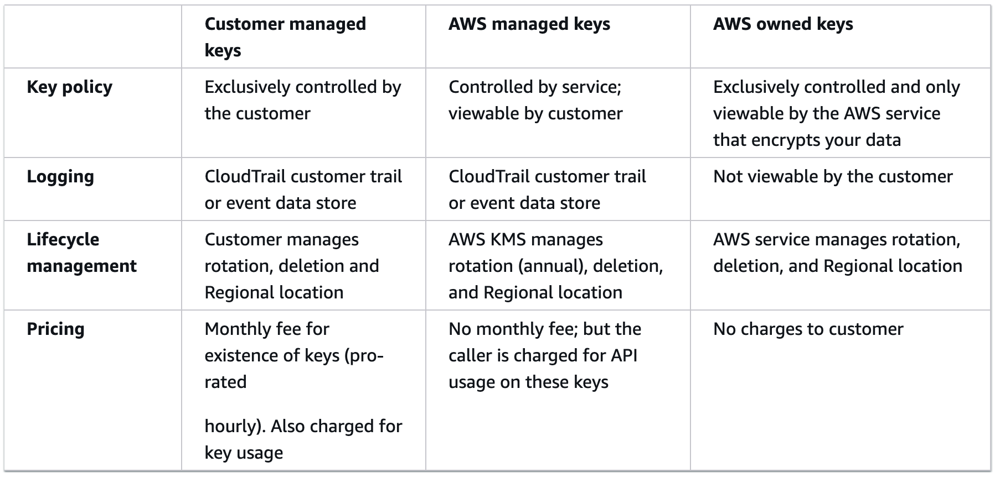 Customer managed
keys
AWS managed keys
AWS owned keys
Key policy
Exclusively controlled by
the customer
Controlled by service;
viewable by customer
Exclusively controlled and only
viewable by the AWS service
that encrypts your data
Logging
CloudTrail customer trail
or event data store
CloudTrail customer trail
or event data store
Not viewable by the customer
Lifecycle
management
Customer manages
rotation, deletion and
Regional location
AWS KMS manages
rotation (annual), deletion,
and Regional location
AWS service manages rotation,
deletion, and Regional location
Pricing
Monthly fee for
existence of keys (pro-
rated
hourly). Also charged for
key usage
No monthly fee; but the
caller is charged for API
usage on these keys
No charges to customer